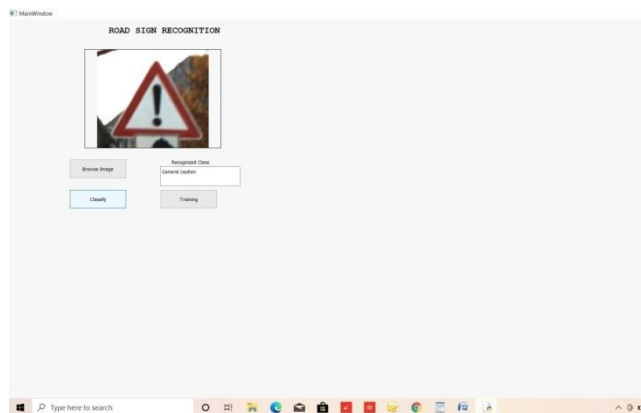 MainWindow
ROAD SIGN RECOGNITION
Browse Image
Recognized Class
General caution
Classify
Training
Type here to search